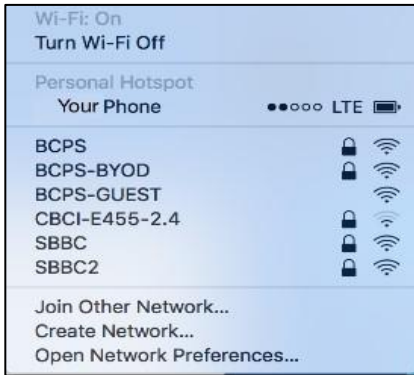 Wi-Fi: On
Turn Wi-Fi Off
Personal Hotspot
Your Phone LTE
BCPS
BCPS-BYOD
BCPS-GUEST
CBCI-E455-2.4
SBBC
SBBC2
Join Other Network...
Create Network...
Open Network Preferences...